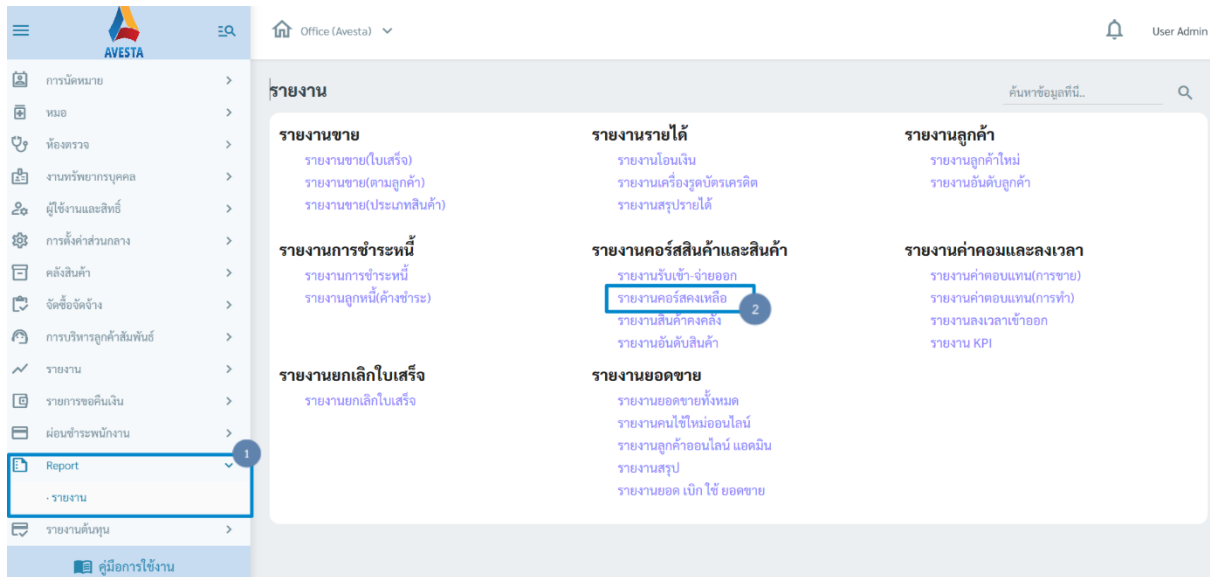 AVESTA
Office (Avesta)
User Admin
การนัดหมาย
หมอ
ห้องตรวจ
งานทรัพยากรบุคคล
ผู้ใช้งานและสิทธิ์
การตั้งค่าส่วนกลาง
คลังสินค้า
จัดซื้อจัดจ้าง
การบริหารลูกค้าสัมพันธ์
รายงาน
รายการขอคืนเงิน
ผ่อนชำระพนักงาน
1
Report
· รายงาน
รายงานต้นทุน
คู่มือการใช้งาน
รายงาน
ค้นหาข้อมูลที่นี่..
รายงานขาย
รายงานขาย(ใบเสร็จ)
รายงานขาย(ตามลูกค้า)
รายงานขาย(ประเภทสินค้า)
รายงานรายได้
รายงานโอนเงิน
รายงานเครื่องรูดบัตรเครดิต
รายงานสรุปรายได้
รายงานลูกค้า
รายงานลูกค้าใหม่
รายงานอันดับลูกค้า
รายงานการชำระหนี้
รายงานการชำระหนี้
รายงานลูกหนี้(ค้างชำระ)
รายงานคอร์สสินค้าและสินค้า
รายงานรับเข้า-จ่ายออก
รายงานคอร์สคงเหลือ
2
รายงานสินค้าคงคลัง
รายงานอันดับสินค้า
รายงานค่าคอมและลงเวลา
รายงานค่าตอบแทน(การขาย)
รายงานค่าตอบแทน(การทำ)
รายงานลงเวลาเข้าออก
รายงาน KPI
รายงานยกเลิกใบเสร็จ
รายงานยกเลิกใบเสร็จ
รายงานยอดขาย
รายงานยอดขายทั้งหมด
รายงานคนไข้ใหม่ออนไลน์
รายงานลูกค้าออนไลน์ แอดมิน
รายงานสรุป
รายงานยอด เบิก ใช้ ยอดขาย